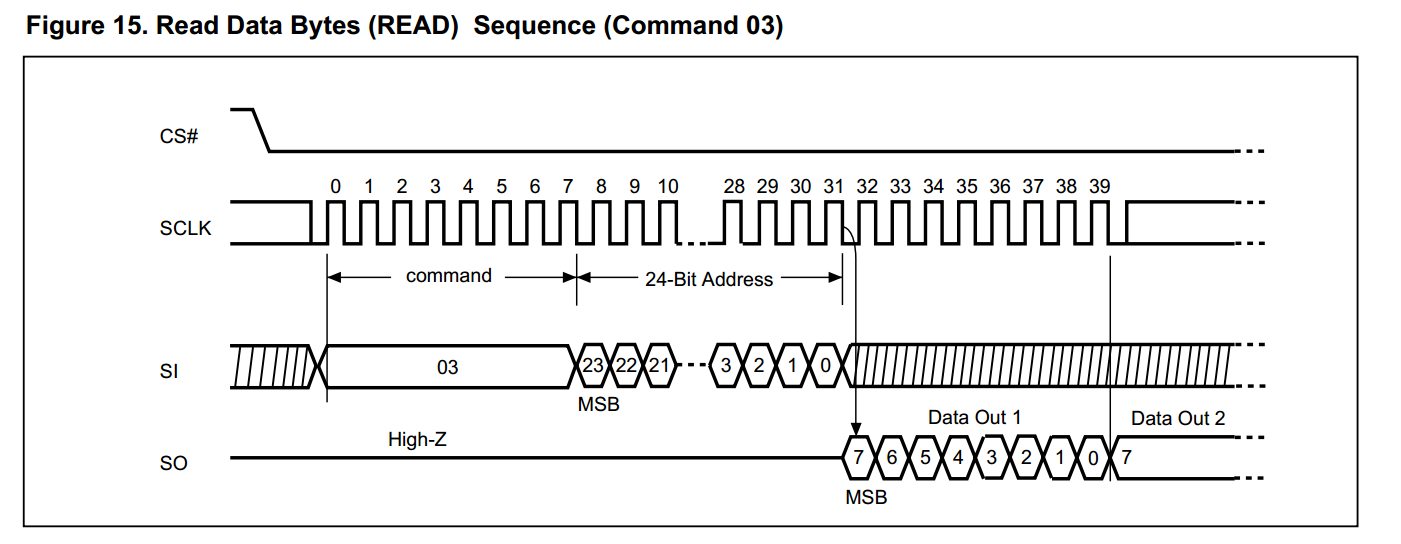 Figure 15. Read Data Bytes (READ) Sequence (Command 03)
CS#
0 1 2 3 4 5 6 7 8 9 10 28 29 30 31 32 33 34 35 36 37 38 39
SCLK
command 24-Bit Address
SI 03 23 22 21 3 2 1 0
MSB
Data Out 1 Data Out 2
High-Z
SO 7 6 5 4 3 2 1 0 7
MSB